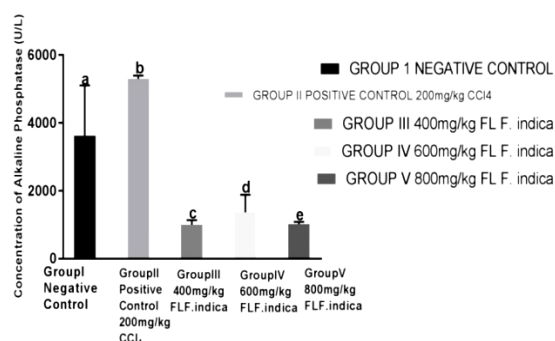 Concentration of Alkaline Phosphatase (U/L)
6000
4000
2000
0
a
b
c
d
e
GROUP 1 NEGATIVE CONTROL
GROUP II POSITIVE CONTROL 200mg/kg CCl4
GROUP III 400mg/kg FL F. indica
GROUP IV 600mg/kg FL F. indica
GROUP V 800mg/kg FL F. indica
GroupI
Negative
Control
GroupII
Positive
Control
200mg/kg
CCL
GroupIII
400mg/kg
FLF.indica
GroupIV
600mg/kg
FLF.indica
GroupV
800mg/kg
FLF.indica